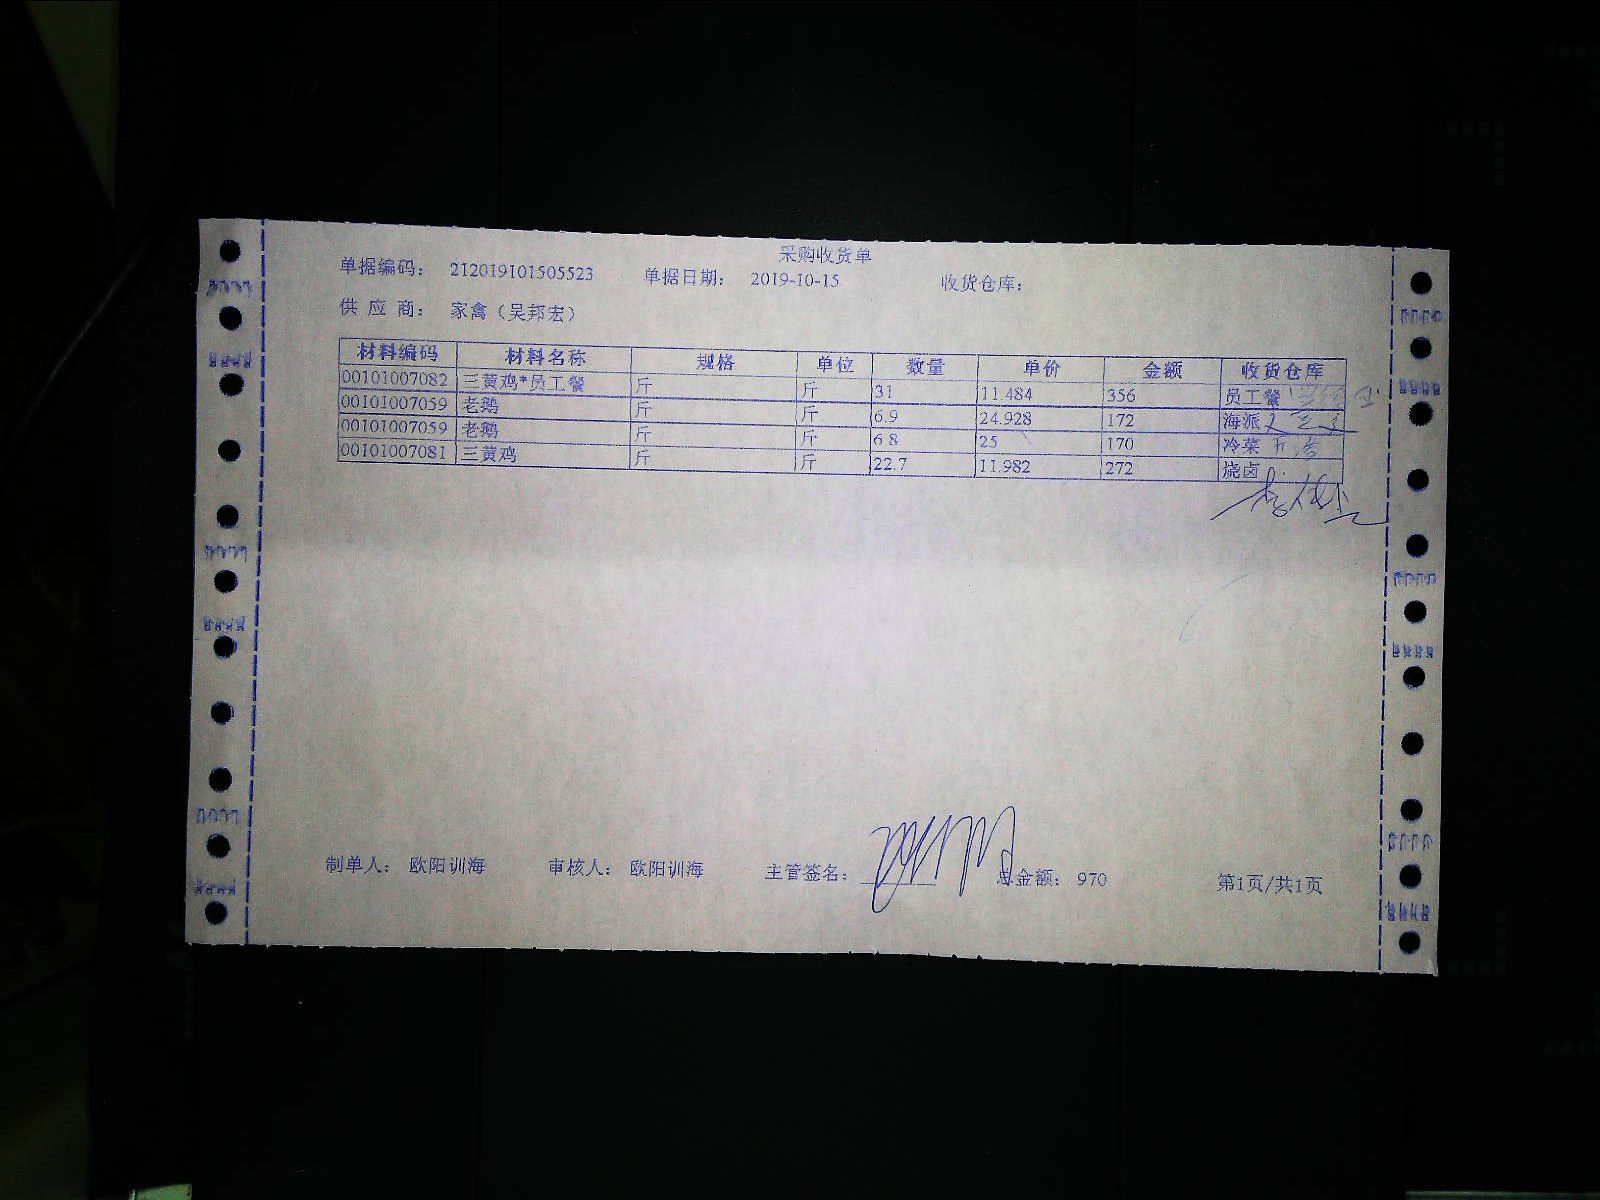 采购收货单
单据编码： 212019101505523 单据日期： 2019-10-15 收货仓库：
供 应 商： 家禽（吴邦宏）
材料编码 材料名称 规格 单位 数量 单价 金额 收货仓库
00101007082 三黄鸡*员工餐 斤 斤 31 11.484 356 员工餐
00101007059 老鹅 斤 斤 6.9 24.928 172 海派
00101007059 老鹅 斤 斤 6.8 25 170 冷菜
00101007081 三黄鸡 斤 斤 22.7 11.982 272 烧卤
制单人： 欧阳训海 审核人： 欧阳训海 主管签名： 总金额： 970 第1页/共1页